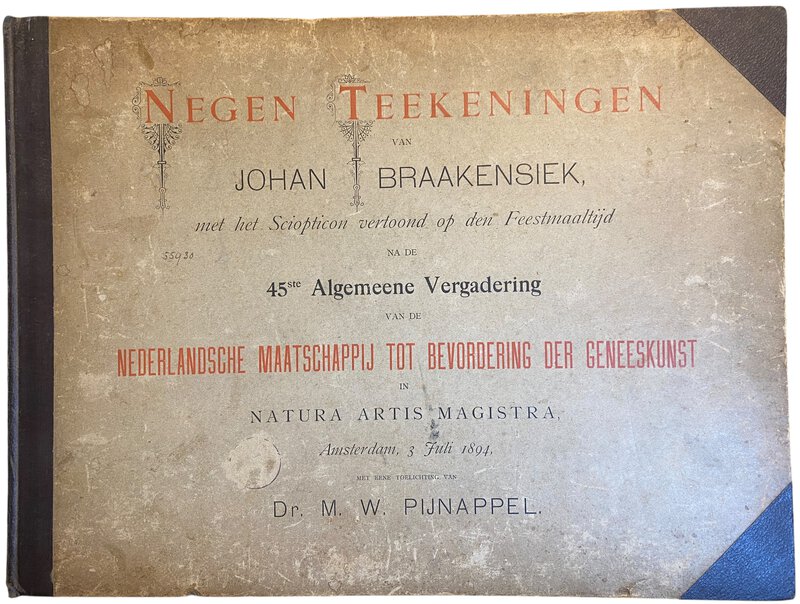 NEGEN TEEKENINGEN
VAN
JOHAN BRAAKENSIEK,
met het Sciopticon vertoond op den Feestmaaltijd
NA DE
55930
45ste Algemeene Vergadering
VAN DE
NEDERLANDSCHE MAATSCHAPPIJ TOT BEVORDERING DER GENEESKUNST
IN
NATURA ARTIS MAGISTRA,
Amsterdam, 3 Juli 1894,
MET EENE TOELICHTING VAN
Dr. M. W. PIJNAPPEL.